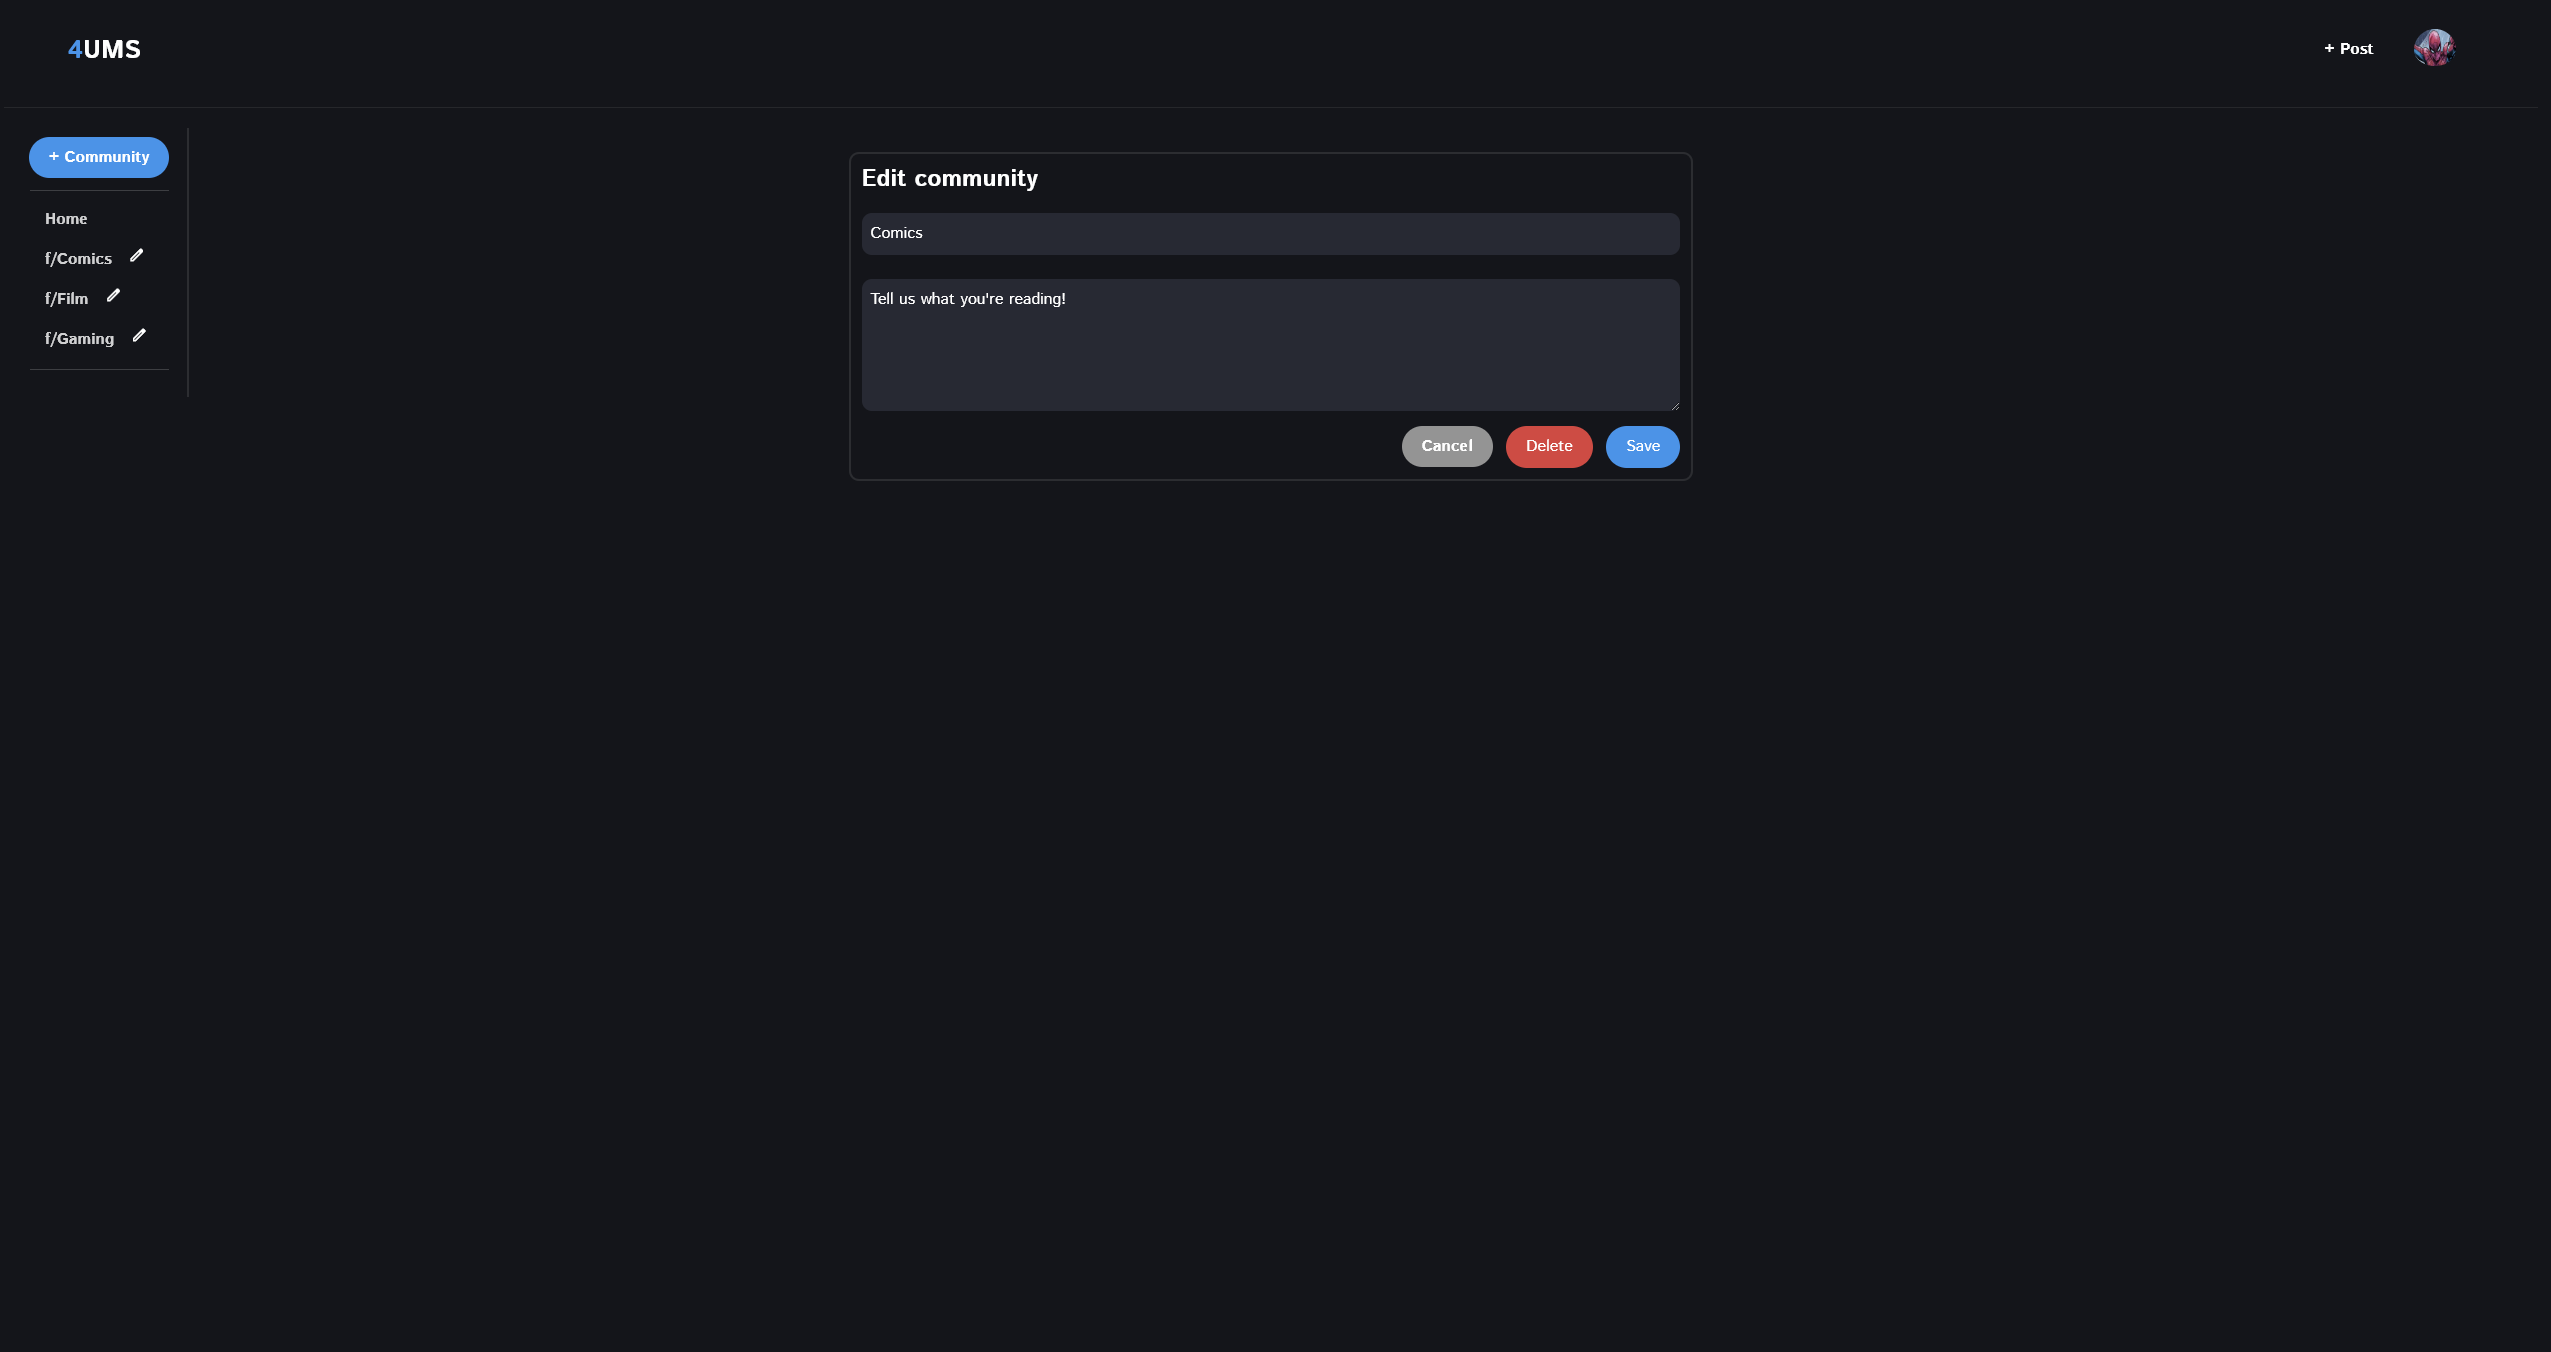 4UMS
+ Post
+ Community
Home
f/Comics
f/Film
f/Gaming
Edit community
Comics
Tell us what you're reading!
Cancel
Delete
Save